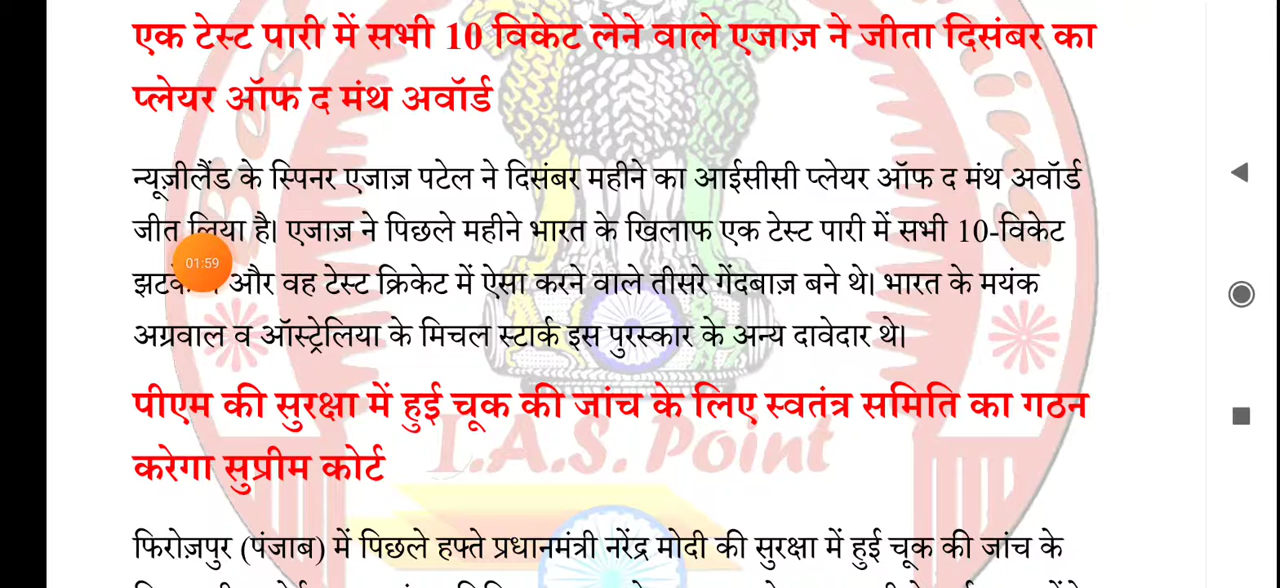 एक टेस्ट पारी में सभी 10 विकेट लेने वाले एजाज़ ने जीता दिसंबर का
प्लेयर ऑफ द मंथ अवॉर्ड
न्यूज़ीलैंड के स्पिनर एजाज़ पटेल ने दिसंबर महीने का आईसीसी प्लेयर ऑफ द मंथ अवॉर्ड
जीत लिया है। एजाज़ ने पिछले महीने भारत के खिलाफ एक टेस्ट पारी में सभी 10-विकेट
01:59
और वह टेस्ट क्रिकेट में ऐसा करने वाले तीसरे गेंदबाज़ बने थे। भारत के मयंक
अग्रवाल व ऑस्ट्रेलिया के मिचल स्टार्क इस पुरस्कार के अन्य दावेदार थे।
पीएम की सुरक्षा में हुई चूक की जांच के लिए स्वतंत्र समिति का गठन
करेगा सुप्रीम कोर्ट
I.A.S. Point
फिरोज़पुर (पंजाब) में पिछले हफ्ते प्रधानमंत्री नरेंद्र मोदी की सुरक्षा में हुई चूक की जांच के